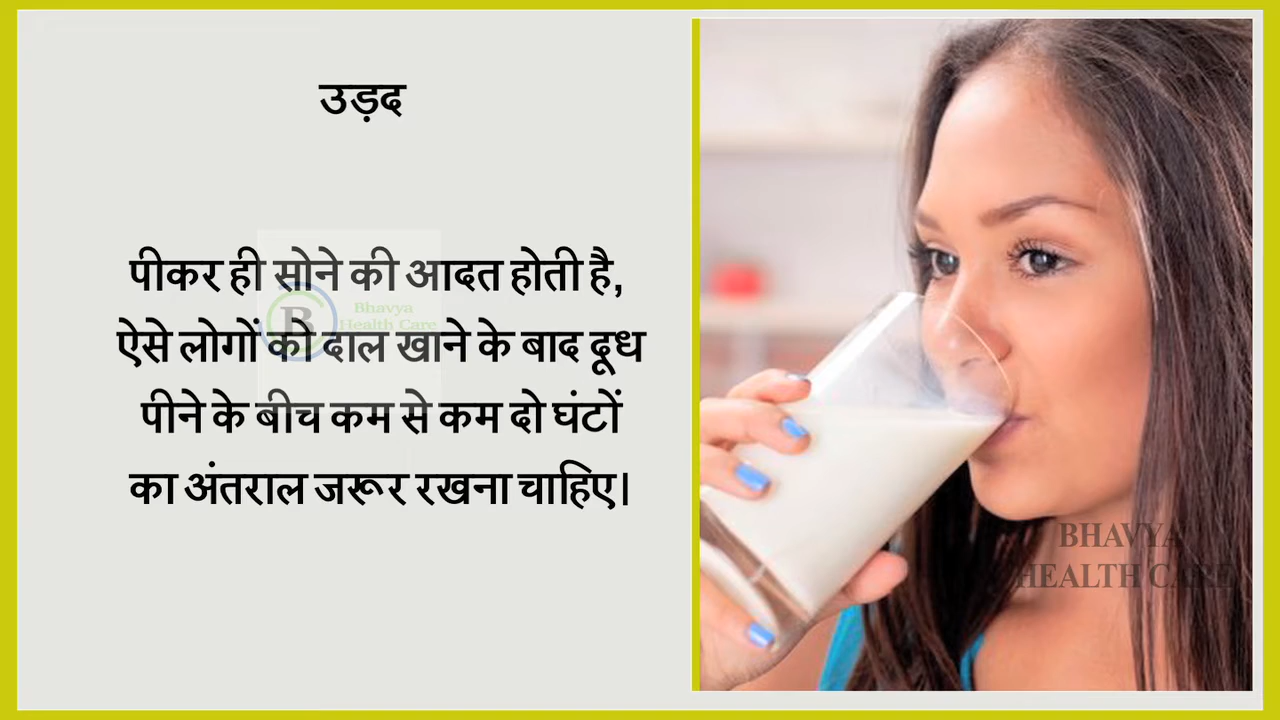 उड़द
पीकर ही सोने की आदत होती है,
ऐसे लोगों को दाल खाने के बाद दूध
पीने के बीच कम से कम दो घंटों
का अंतराल जरूर रखना चाहिए।
B
Bhavya
Health Care
BHAVYA
HEALTH CARE